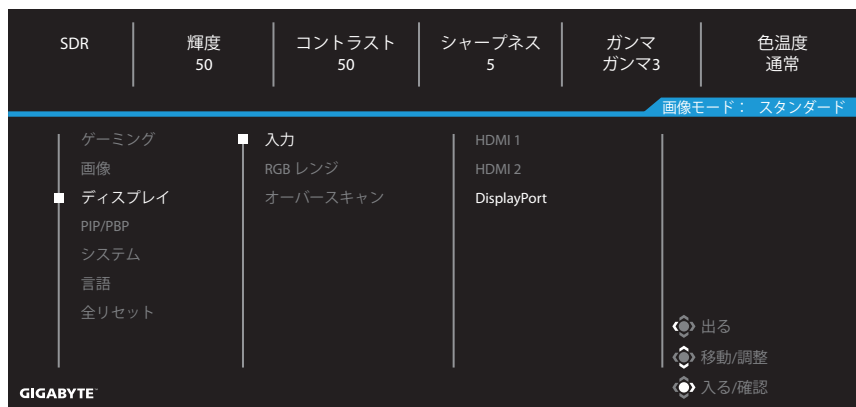 SDR
輝度
50
コントラスト
50
シャープネス
5
ガンマ
ガンマ3
色温度
通常
画像モード： スタンダード
ゲーミング
画像
ディスプレイ
PIP/PBP
システム
言語
全リセット
入力
RGB レンジ
オーバースキャン
HDMI 1
HDMI 2
DisplayPort
出る
移動/調整
入る/確認
GIGABYTE™